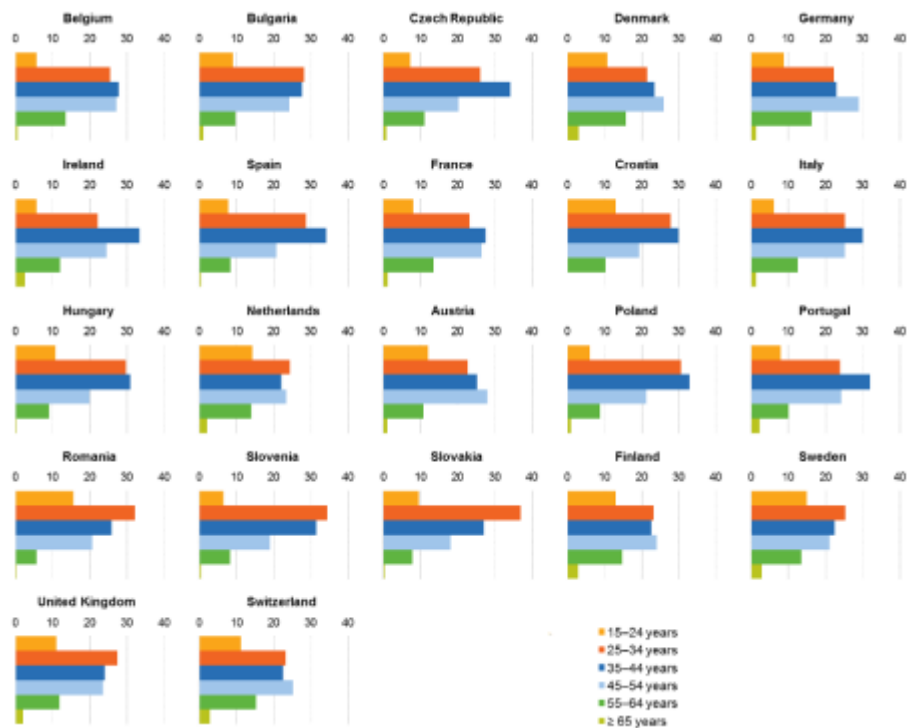 Belgium Bulgaria Czech Republic Denmark Germany
0 10 20 30 40 0 10 20 30 40 0 10 20 30 40 0 10 20 30 40 0 10 20 30 40
Ireland Spain France Croatia Italy
0 10 20 30 40 0 10 20 30 40 0 10 20 30 40 0 10 20 30 40 0 10 20 30 40
Hungary Netherlands Austria Poland Portugal
0 10 20 30 40 0 10 20 30 40 0 10 20 30 40 0 10 20 30 40 0 10 20 30 40
Romania Slovenia Slovakia Finland Sweden
0 10 20 30 40 0 10 20 30 40 0 10 20 30 40 0 10 20 30 40 0 10 20 30 40
United Kingdom Switzerland
0 10 20 30 40 0 10 20 30 40
15–24 years
25–34 years
35–44 years
45–54 years
55–64 years
≥ 65 years